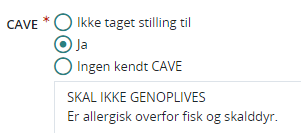 CAVE * Ikke taget stilling til
Ja
Ingen kendt CAVE
SKAL IKKE GENOPLIVES
Er allergisk overfor fisk og skalddyr.